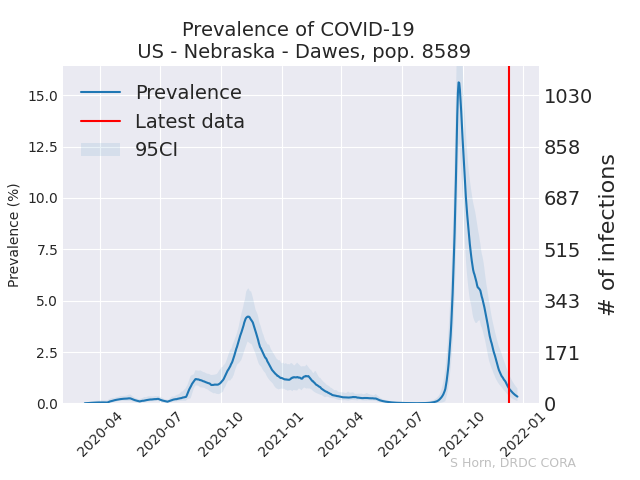 Prevalence of COVID-19
US - Nebraska - Dawes, pop. 8589
Prevalence
Latest data
95CI
Prevalence (%)
15.0
12.5
10.0
7.5
5.0
2.5
0.0
1030
858
687
515
343
171
0
# of infections
2020-04
2020-07
2020-10
2021-01
2021-04
2021-07
2021-10
2022-01
S Horn, DRDC CORA